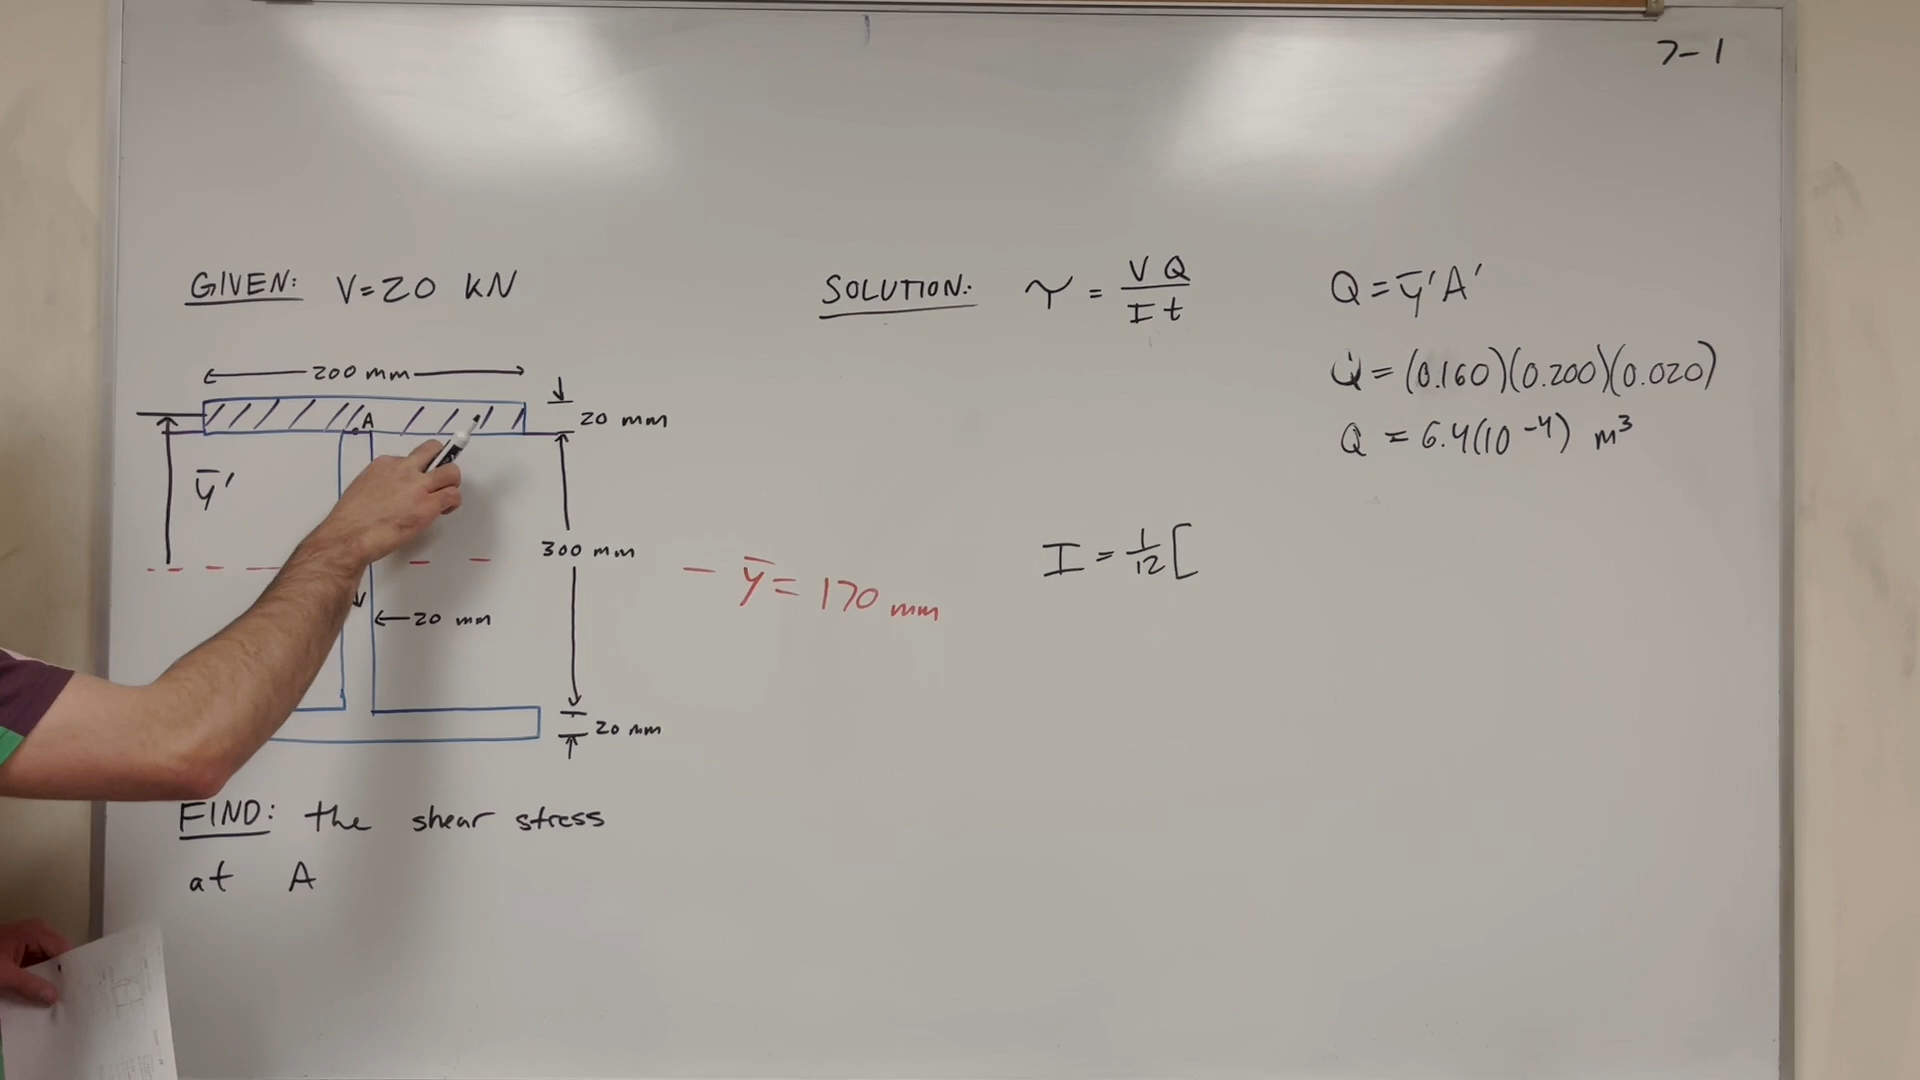 7-1
GIVEN: V=20 kN
200 mm
A
20 mm
ȳ'
300 mm
ȳ = 170 mm
20 mm
20 mm
FIND: the shear stress
at A
SOLUTION: τ = VQ / It
Q = ȳ'A'
Q = (0.160)(0.200)(0.020)
Q = 6.4(10⁻⁴) m³
I = 1/12 [